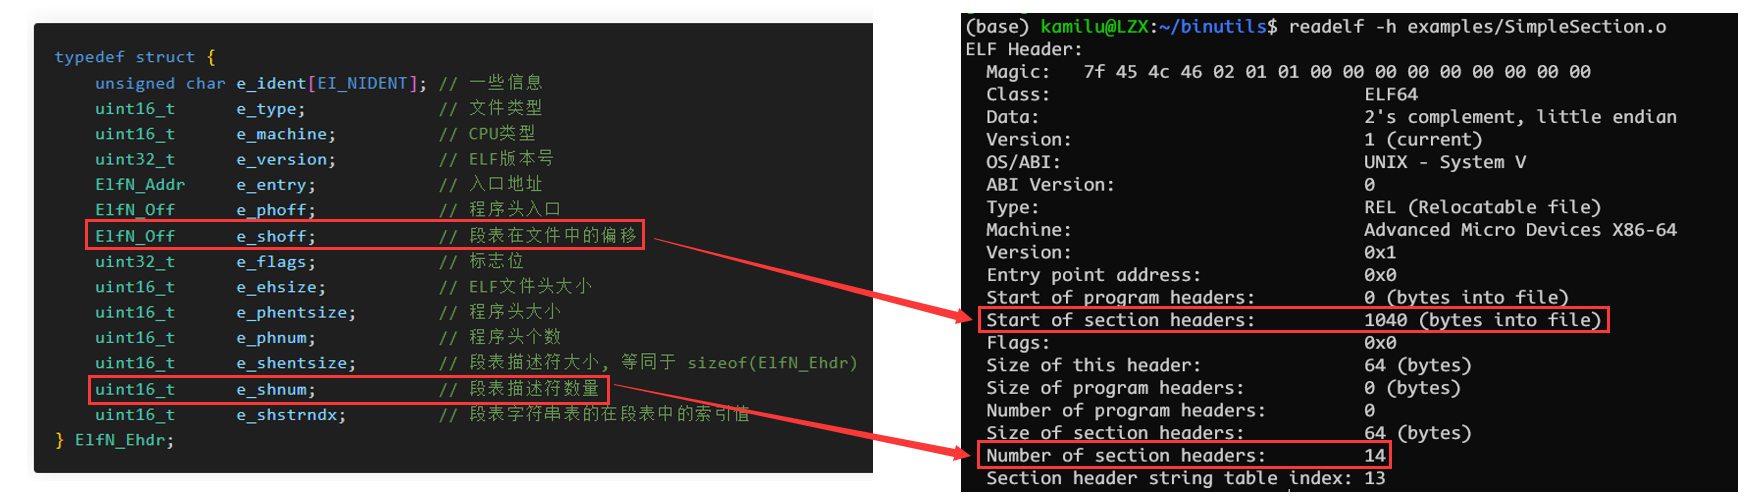 typedef struct {
unsigned char e_ident[EI_NIDENT]; // 一些信息
uint16_t e_type; // 文件类型
uint16_t e_machine; // CPU类型
uint32_t e_version; // ELF版本号
ElfN_Addr e_entry; // 入口地址
ElfN_Off e_phoff; // 程序头入口
ElfN_Off e_shoff; // 段表在文件中的偏移
uint32_t e_flags; // 标志位
uint16_t e_ehsize; // ELF文件头大小
uint16_t e_phentsize; // 程序头大小
uint16_t e_phnum; // 程序头个数
uint16_t e_shentsize; // 段表描述符大小, 等同于 sizeof(ElfN_Ehdr)
uint16_t e_shnum; // 段表描述符数量
uint16_t e_shstrndx; // 段表字符串表的在段表中的索引值
} ElfN_Ehdr;
(base) kamilu@LZX:~/binutils$ readelf -h examples/SimpleSection.o
ELF Header:
Magic: 7f 45 4c 46 02 01 01 00 00 00 00 00 00 00 00 00
Class: ELF64
Data: 2's complement, little endian
Version: 1 (current)
OS/ABI: UNIX - System V
ABI Version: 0
Type: REL (Relocatable file)
Machine: Advanced Micro Devices X86-64
Version: 0x1
Entry point address: 0x0
Start of program headers: 0 (bytes into file)
Start of section headers: 1040 (bytes into file)
Flags: 0x0
Size of this header: 64 (bytes)
Size of program headers: 0 (bytes)
Number of program headers: 0
Size of section headers: 64 (bytes)
Number of section headers: 14
Section header string table index: 13